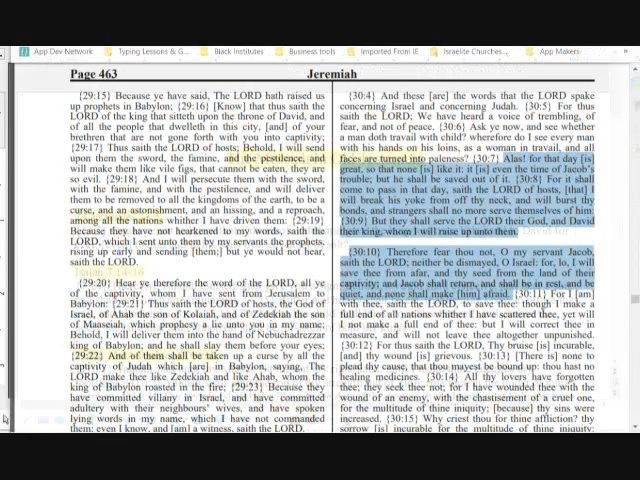 App Dev Network Typing Lessons & G... Black Institutes Business tools Imported From IE Israelite Churches... App Makers
Page 463 Jeremiah
{29:15} Because ye have said, The LORD hath raised us
up prophets in Babylon; {29:16} [Know] that thus saith the
LORD of the king that sitteth upon the throne of David, and
of all the people that dwelleth in this city, [and] of your
brethren that are not gone forth with you into captivity;
{29:17} Thus saith the LORD of hosts; Behold, I will send
upon them the sword, the famine, and the pestilence, and
will make them like vile figs, that cannot be eaten, they are
so evil. {29:18} And I will persecute them with the sword,
with the famine, and with the pestilence, and will deliver
them to be removed to all the kingdoms of the earth, to be a
curse, and an astonishment, and an hissing, and a reproach,
among all the nations whither I have driven them: {29:19}
Because they have not hearkened to my words, saith the
LORD, which I sent unto them by my servants the prophets,
rising up early and sending [them;] but ye would not hear,
saith the LORD.
Isaiah 7:14-16
{29:20} Hear ye therefore the word of the LORD, all ye
of the captivity, whom I have sent from Jerusalem to
Babylon: {29:21} Thus saith the LORD of hosts, the God of
Israel, of Ahab the son of Kolaiah, and of Zedekiah the son
of Maaseiah, which prophesy a lie unto you in my name;
Behold, I will deliver them into the hand of Nebuchadrezzar
king of Babylon; and he shall slay them before your eyes;
{29:22} And of them shall be taken up a curse by all the
captivity of Judah which [are] in Babylon, saying, The
LORD make thee like Zedekiah and like Ahab, whom the
king of Babylon roasted in the fire; {29:23} Because they
have committed villany in Israel, and have committed
adultery with their neighbours' wives, and have spoken
lying words in my name, which I have not commanded
them; even I know, and [am] a witness, saith the LORD.
{30:4} And these [are] the words that the LORD spake
concerning Israel and concerning Judah. {30:5} For thus
saith the LORD; We have heard a voice of trembling, of
fear, and not of peace. {30:6} Ask ye now, and see whether
a man doth travail with child? wherefore do I see every man
with his hands on his loins, as a woman in travail, and all
faces are turned into paleness? {30:7} Alas! for that day [is]
great, so that none [is] like it: it [is] even the time of Jacob's
trouble; but he shall be saved out of it. {30:8} For it shall
come to pass in that day, saith the LORD of hosts, [that] I
will break his yoke from off thy neck, and will burst thy
bonds, and strangers shall no more serve themselves of him:
{30:9} But they shall serve the LORD their God, and David
their king, whom I will raise up unto them.
{30:10} Therefore fear thou not, O my servant Jacob,
saith the LORD; neither be dismayed, O Israel: for, lo, I will
save thee from afar, and thy seed from the land of their
captivity; and Jacob shall return, and shall be in rest, and be
quiet, and none shall make [him] afraid. {30:11} For I [am]
with thee, saith the LORD, to save thee: though I make a
full end of all nations whither I have scattered thee, yet will
I not make a full end of thee: but I will correct thee in
measure, and will not leave thee altogether unpunished.
{30:12} For thus saith the LORD, Thy bruise [is] incurable,
[and] thy wound [is] grievous. {30:13} [There is] none to
plead thy cause, that thou mayest be bound up: thou hast no
healing medicines. {30:14} All thy lovers have forgotten
thee; they seek thee not; for I have wounded thee with the
wound of an enemy, with the chastisement of a cruel one,
for the multitude of thine iniquity; [because] thy sins were
increased. {30:15} Why criest thou for thine affliction? thy
sorrow [is] incurable for the multitude of thine iniquity: